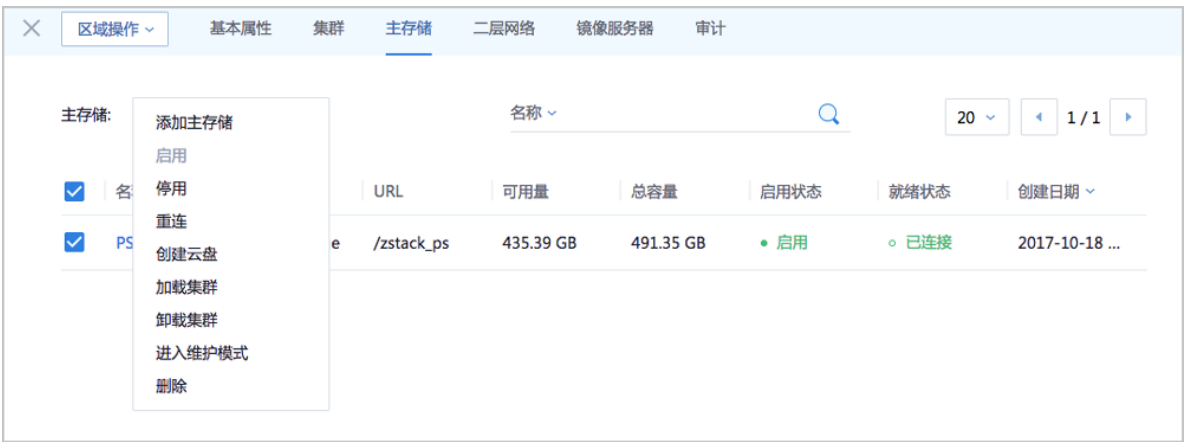 区域操作 基本属性 集群 主存储 二层网络 镜像服务器 审计
主存储: 名称 20 1 / 1
添加主存储
启用
停用
重连
创建云盘
加载集群
卸载集群
进入维护模式
删除
名 URL 可用量 总容量 启用状态 就绪状态 创建日期
PS e /zstack_ps 435.39 GB 491.35 GB 启用 已连接 2017-10-18 ...